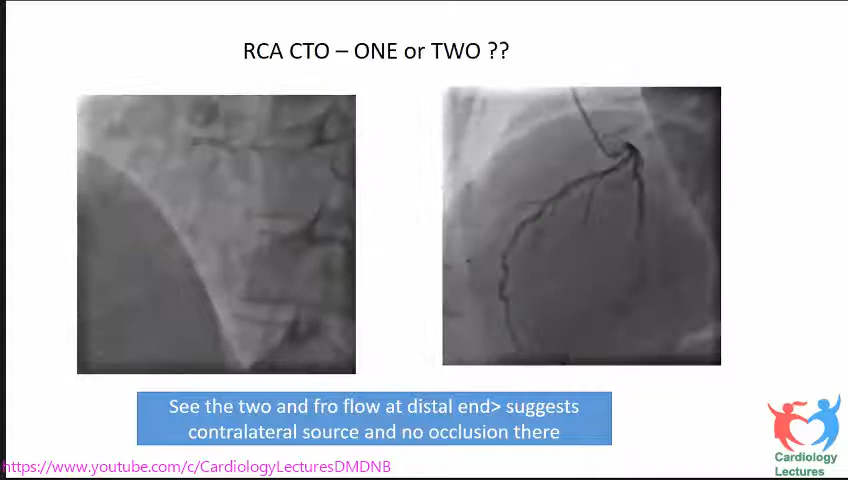 RCA CTO – ONE or TWO ??
See the two and fro flow at distal end> suggests
contralateral source and no occlusion there
https://www.youtube.com/c/CardiologyLecturesDMDNB
Cardiology
Lectures